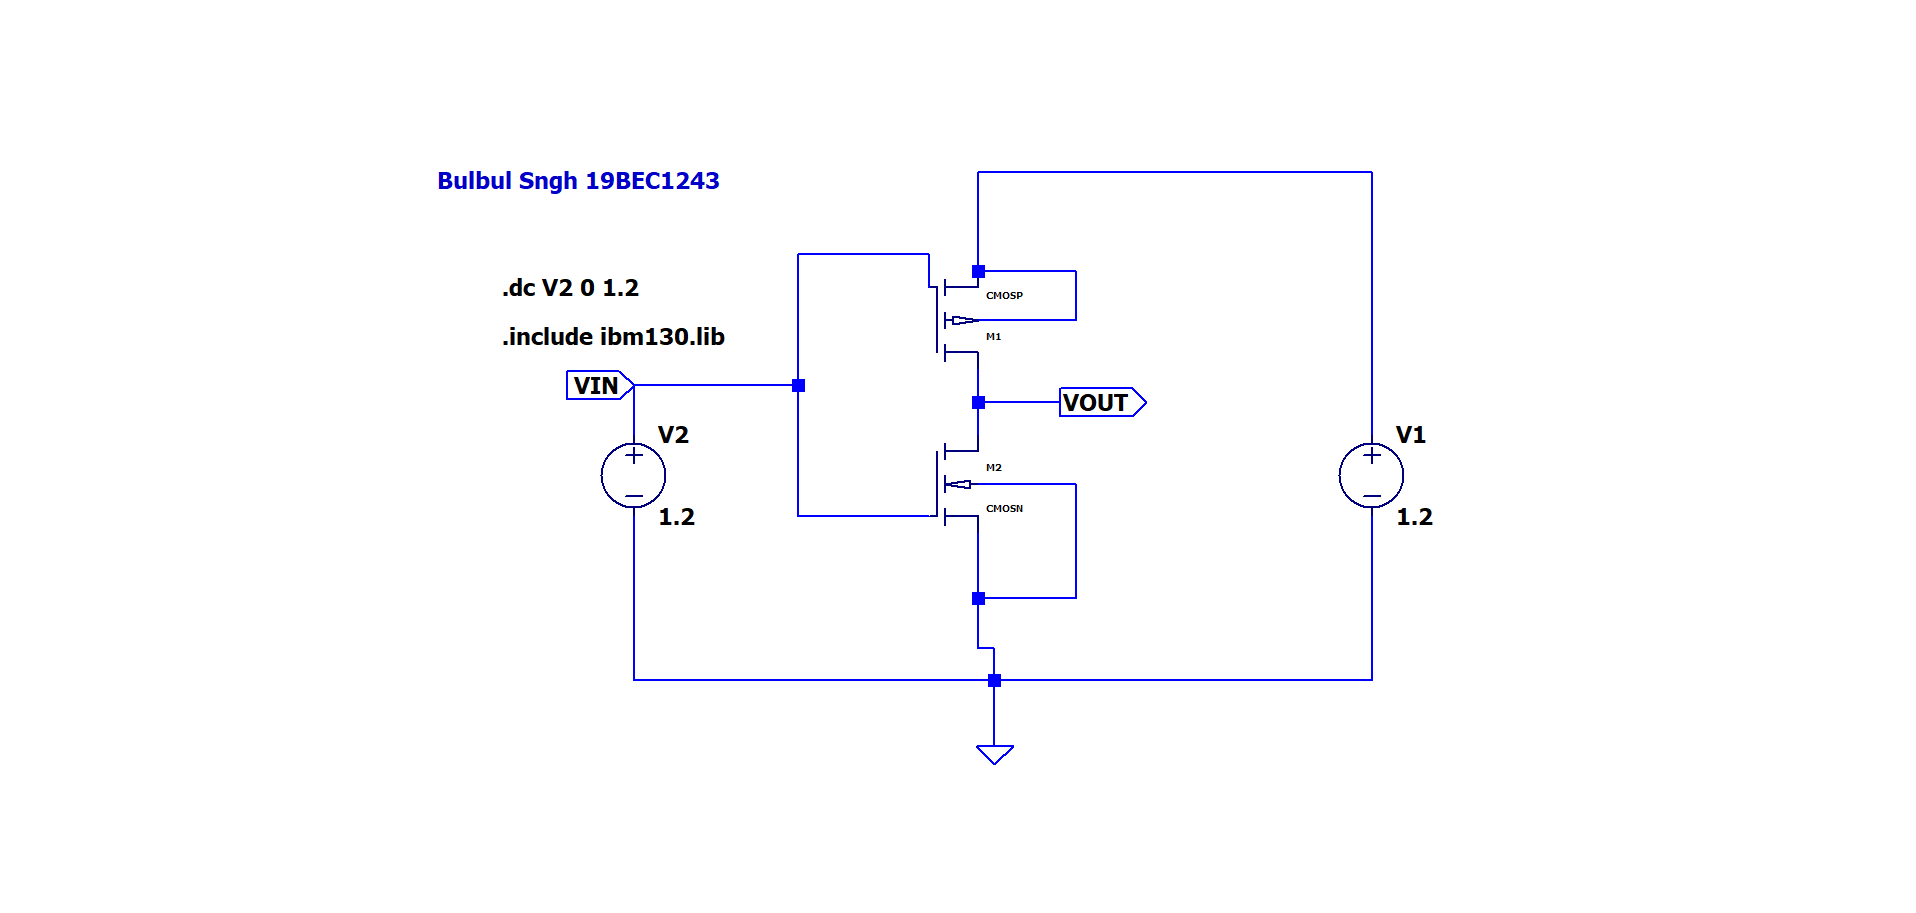 Bulbul Sngh 19BEC1243
.dc V2 0 1.2
CMOSP
.include ibm130.lib
M1
VIN
VOUT
V2
V1
M2
CMOSN
1.2
1.2